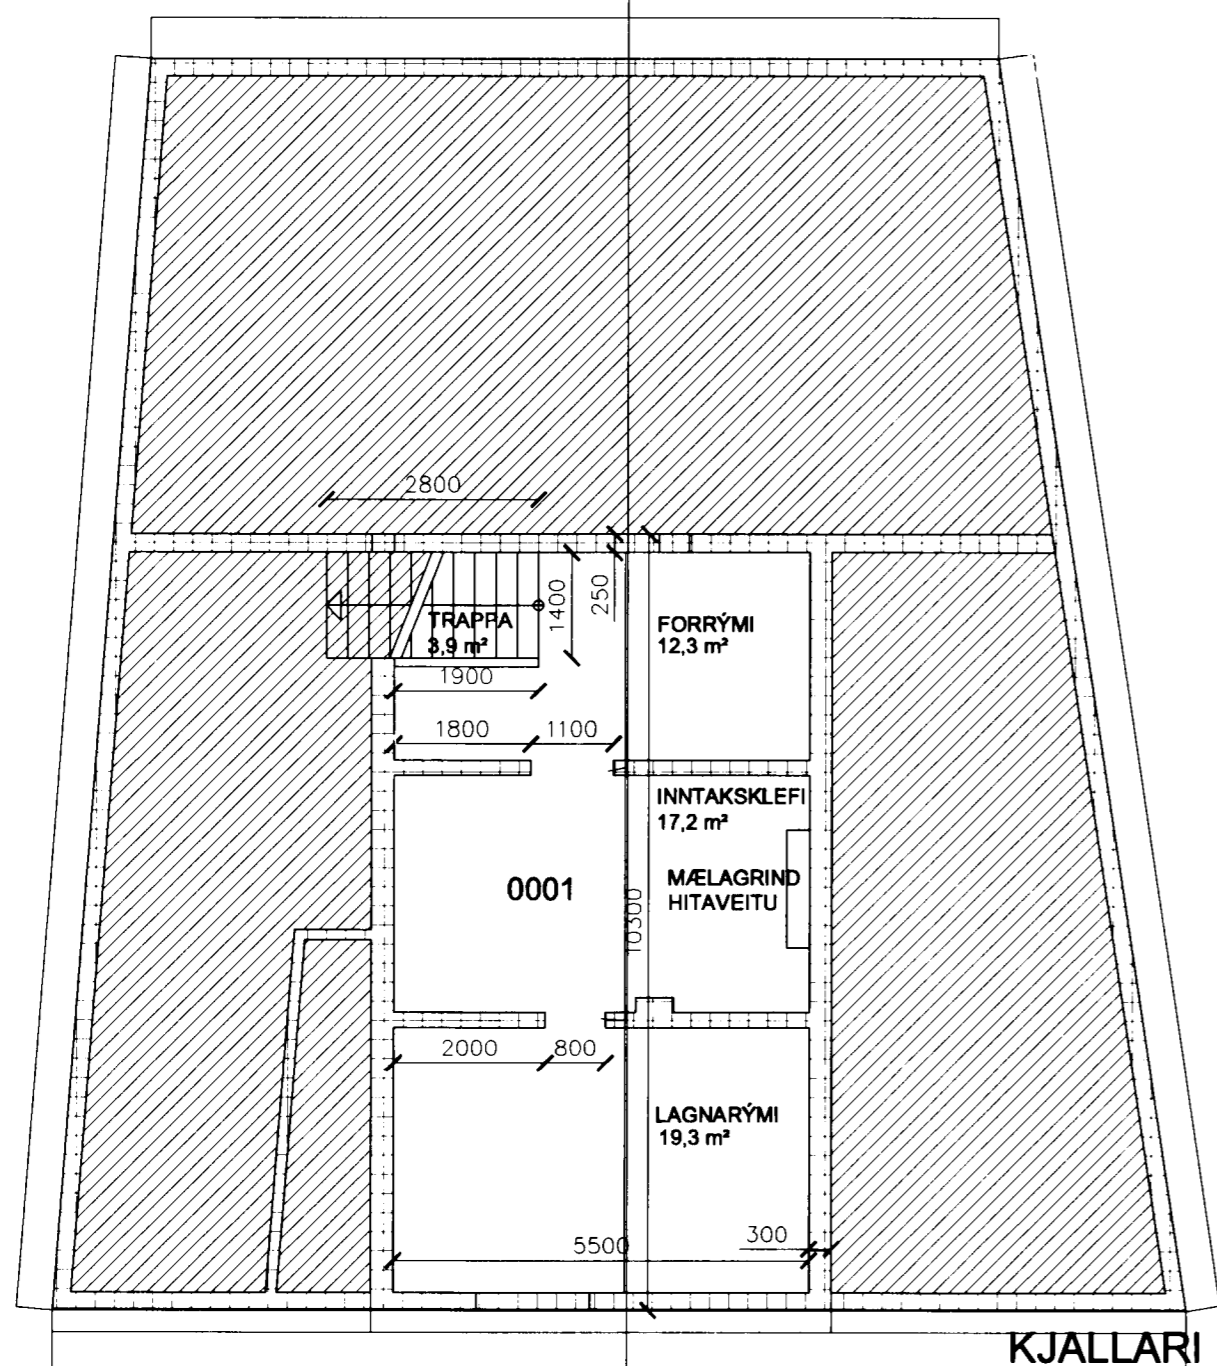 2800
TRAPPA
3,9 m²
1400
250
FORRÝMI
12,3 m²
1900
1800
1100
INNTAKSKLEFI
17,2 m²
0001
MÆLAGRIND
HITAVEITU
10300
2000
800
LAGNARÝMI
19,3 m²
300
5500
KJALLARI